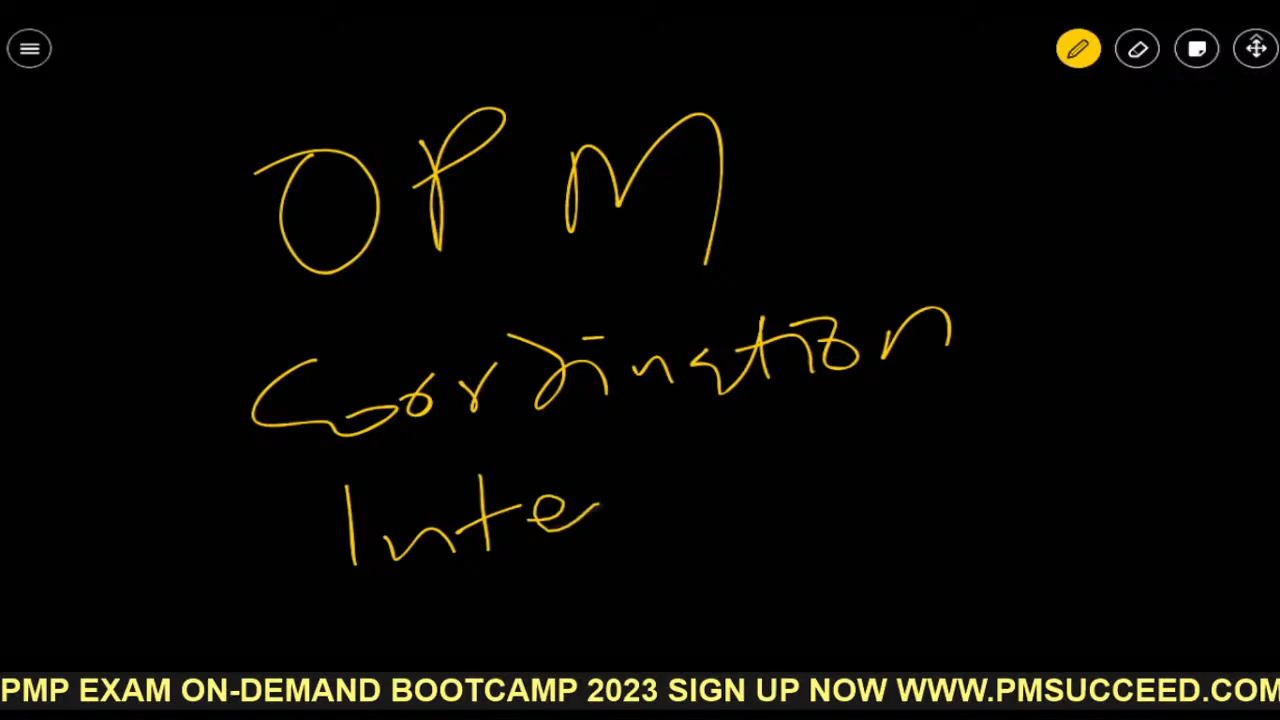 OPM
Coordination
Inte
PMP EXAM ON-DEMAND BOOTCAMP 2023 SIGN UP NOW WWW.PMSUCCEED.COM